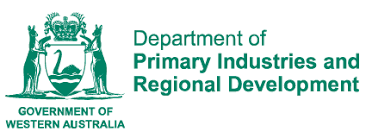 Department of
Primary Industries and
Regional Development
GOVERNMENT OF
WESTERN AUSTRALIA